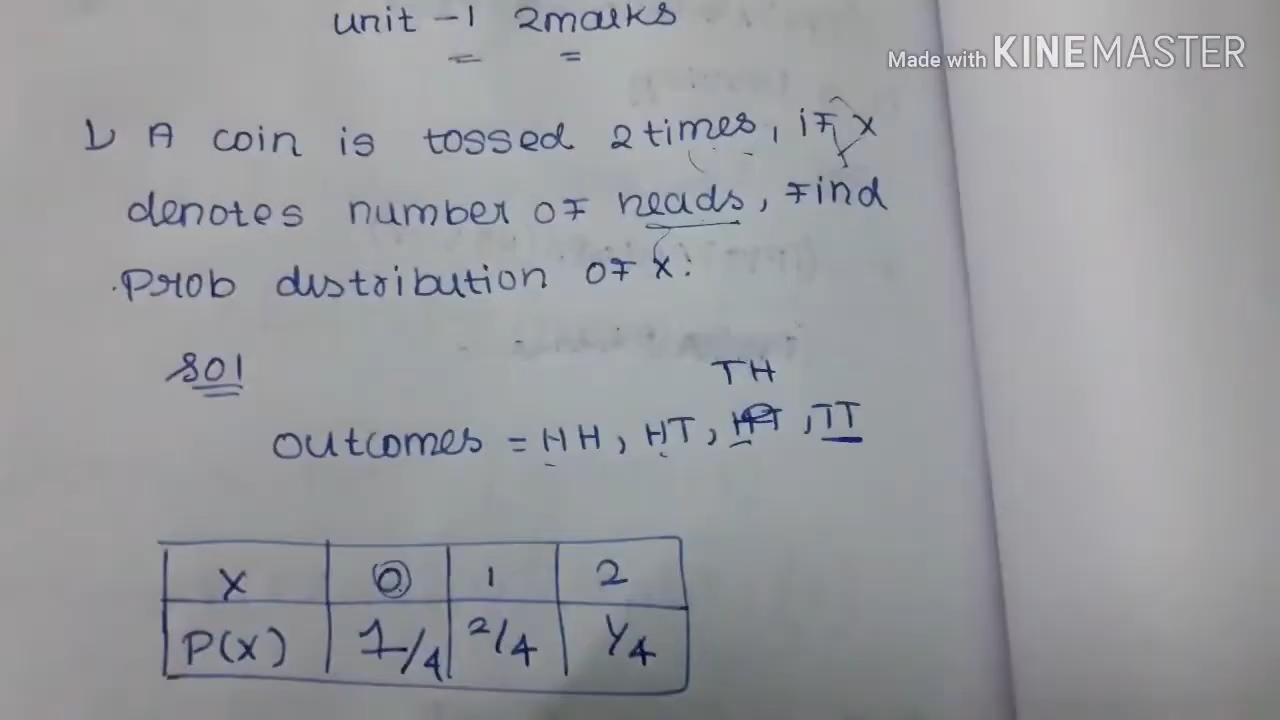 unit -1 2marks
Made with KINEMASTER
1) A coin is tossed 2 times, if x
denotes number of heads, find
prob distribution of x.
Sol
TH
outcomes = HH, HT, , TT
X 0 1 2
P(X) 1/4 2/4 1/4